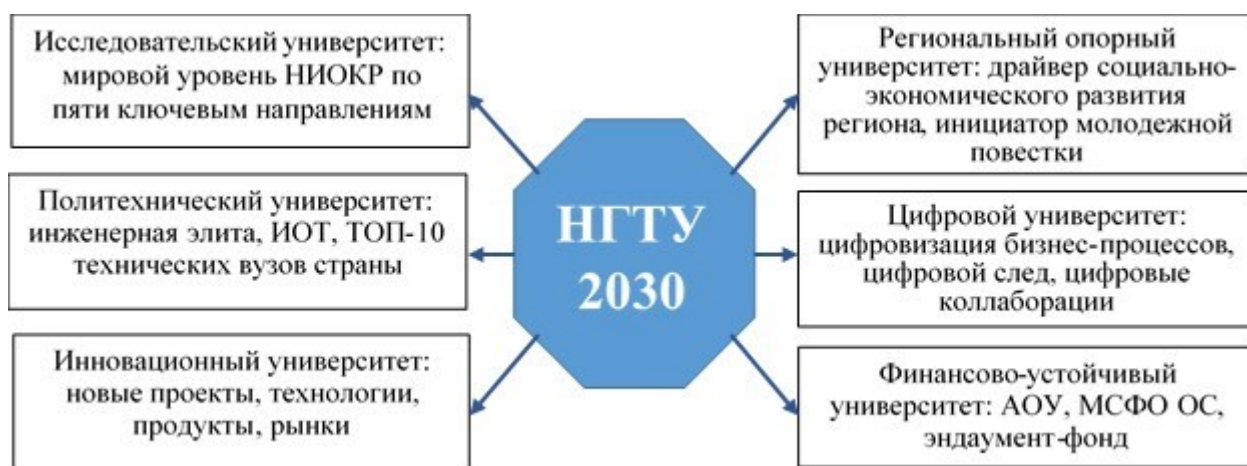 Исследовательский университет:
мировой уровень НИОКР по
пяти ключевым направлениям
Политехнический университет:
инженерная элита, ИОТ, ТОП-10
технических вузов страны
Инновационный университет:
новые проекты, технологии,
продукты, рынки
НГТУ
2030
Региональный опорный
университет: драйвер социально-
экономического развития
региона, инициатор молодежной
повестки
Цифровой университет:
цифровизация бизнес-процессов,
цифровой след, цифровые
коллаборации
Финансово-устойчивый
университет: АОУ, МСФО ОС,
эндаумент-фонд